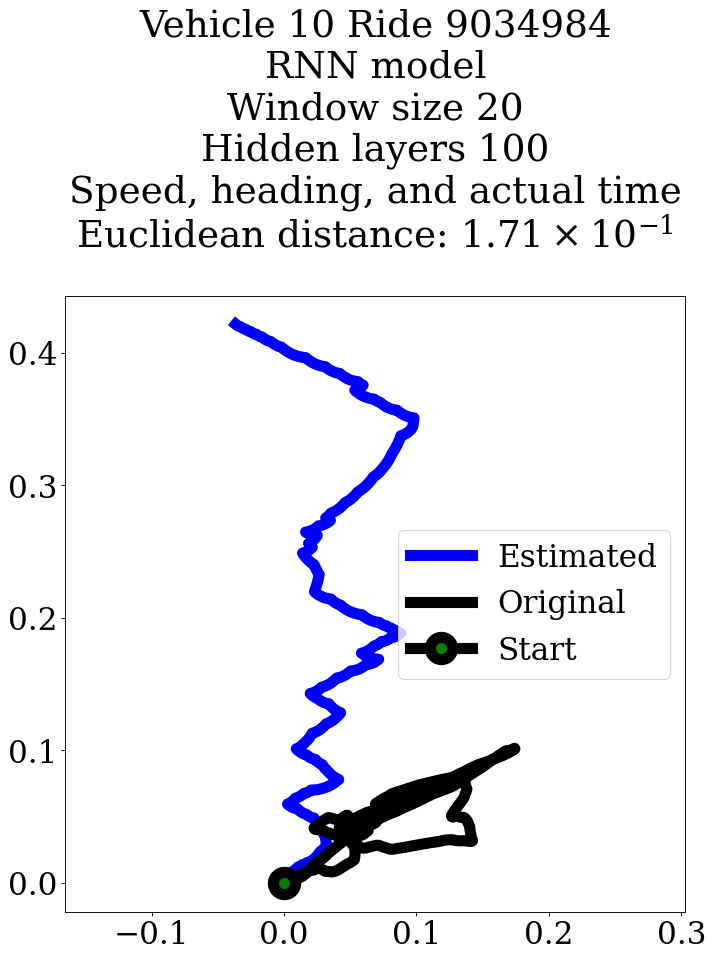 Vehicle 10 Ride 9034984
RNN model
Window size 20
Hidden layers 100
Speed, heading, and actual time
Euclidean distance: 1.71 × 10⁻¹
0.4
0.3
0.2
0.1
0.0
Estimated
Original
Start
−0.1 0.0 0.1 0.2 0.3